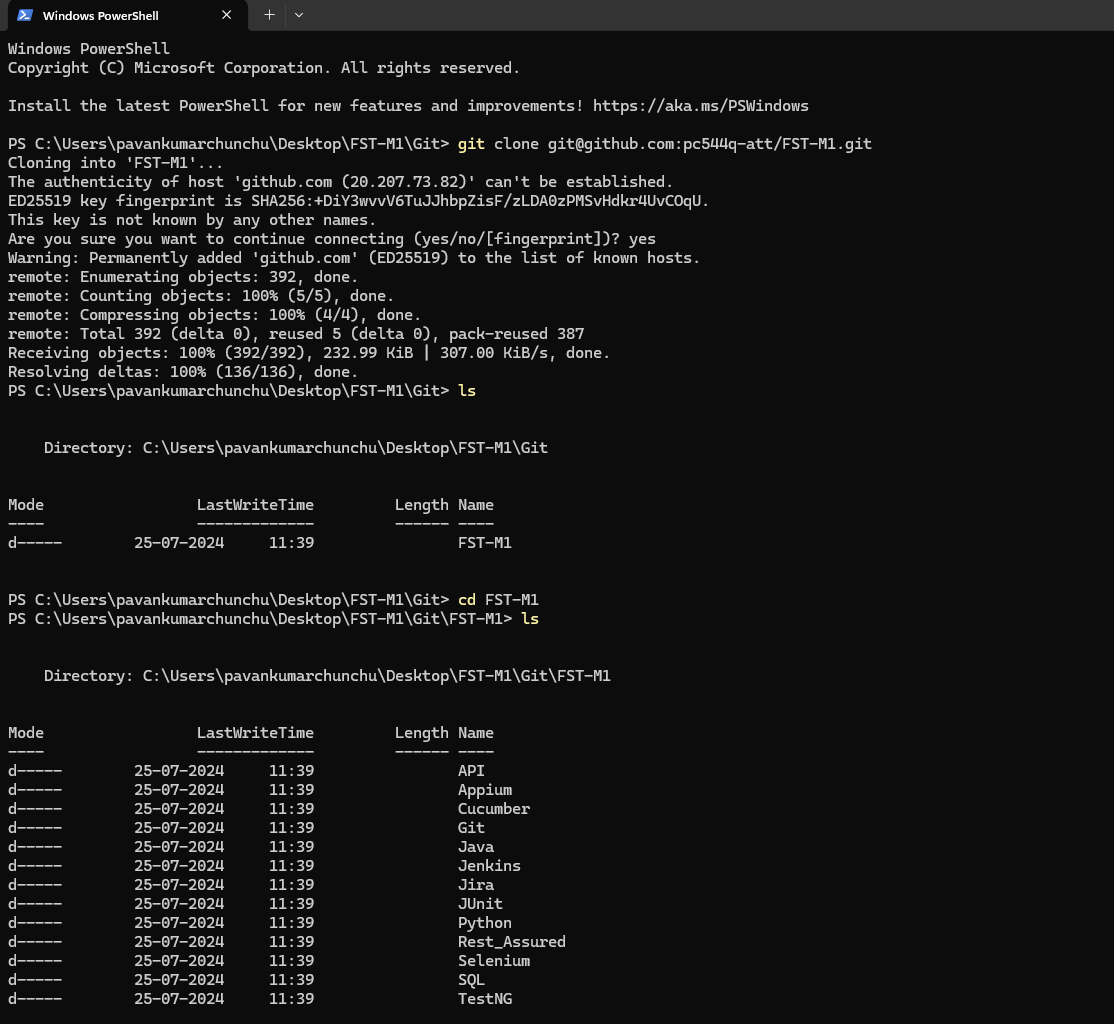 Windows PowerShell
Windows PowerShell
Copyright (C) Microsoft Corporation. All rights reserved.
Install the latest PowerShell for new features and improvements! https://aka.ms/PSWindows
PS C:\Users\pavankumarchunchu\Desktop\FST-M1\Git> git clone git@github.com:pc544q-att/FST-M1.git
Cloning into 'FST-M1'...
The authenticity of host 'github.com (20.207.73.82)' can't be established.
ED25519 key fingerprint is SHA256:+DiY3wvvV6TuJJhbpZisF/zLDA0zPMSvHdkr4UvCOqU.
This key is not known by any other names.
Are you sure you want to continue connecting (yes/no/[fingerprint])? yes
Warning: Permanently added 'github.com' (ED25519) to the list of known hosts.
remote: Enumerating objects: 392, done.
remote: Counting objects: 100% (5/5), done.
remote: Compressing objects: 100% (4/4), done.
remote: Total 392 (delta 0), reused 5 (delta 0), pack-reused 387
Receiving objects: 100% (392/392), 232.99 KiB | 307.00 KiB/s, done.
Resolving deltas: 100% (136/136), done.
PS C:\Users\pavankumarchunchu\Desktop\FST-M1\Git> ls
Directory: C:\Users\pavankumarchunchu\Desktop\FST-M1\Git
Mode LastWriteTime Length Name
---- ------------- ------ ----
d----- 25-07-2024 11:39 FST-M1
PS C:\Users\pavankumarchunchu\Desktop\FST-M1\Git> cd FST-M1
PS C:\Users\pavankumarchunchu\Desktop\FST-M1\Git\FST-M1> ls
Directory: C:\Users\pavankumarchunchu\Desktop\FST-M1\Git\FST-M1
Mode LastWriteTime Length Name
---- ------------- ------ ----
d----- 25-07-2024 11:39 API
d----- 25-07-2024 11:39 Appium
d----- 25-07-2024 11:39 Cucumber
d----- 25-07-2024 11:39 Git
d----- 25-07-2024 11:39 Java
d----- 25-07-2024 11:39 Jenkins
d----- 25-07-2024 11:39 Jira
d----- 25-07-2024 11:39 JUnit
d----- 25-07-2024 11:39 Python
d----- 25-07-2024 11:39 Rest_Assured
d----- 25-07-2024 11:39 Selenium
d----- 25-07-2024 11:39 SQL
d----- 25-07-2024 11:39 TestNG